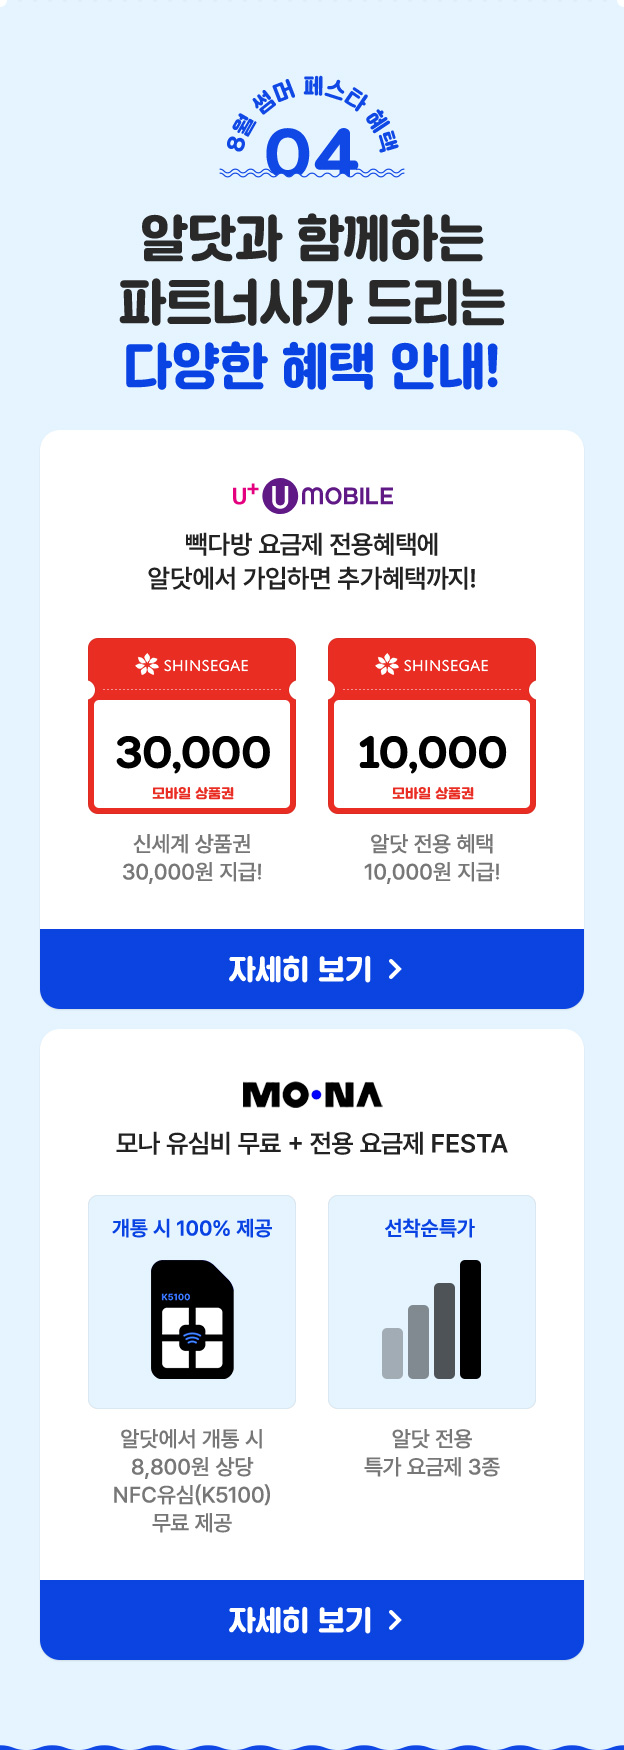 8월 썸머 페스타 혜택
04
알닷과 함께하는
파트너사가 드리는
다양한 혜택 안내!
U+ U MOBILE
빽다방 요금제 전용혜택에
알닷에서 가입하면 추가혜택까지!
SHINSEGAE
30,000
모바일 상품권
신세계 상품권
30,000원 지급!
SHINSEGAE
10,000
모바일 상품권
알닷 전용 혜택
10,000원 지급!
자세히 보기 >
MO•NA
모나 유심비 무료 + 전용 요금제 FESTA
개통 시 100% 제공
K5100
알닷에서 개통 시
8,800원 상당
NFC유심(K5100)
무료 제공
선착순특가
알닷 전용
특가 요금제 3종
자세히 보기 >